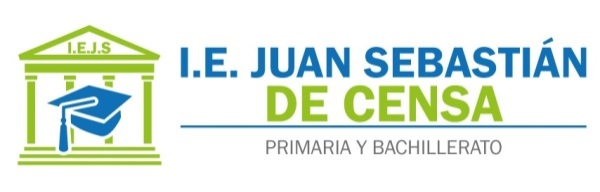 I.E.J.S
I.E. JUAN SEBASTIÁN
DE CENSA
PRIMARIA Y BACHILLERATO